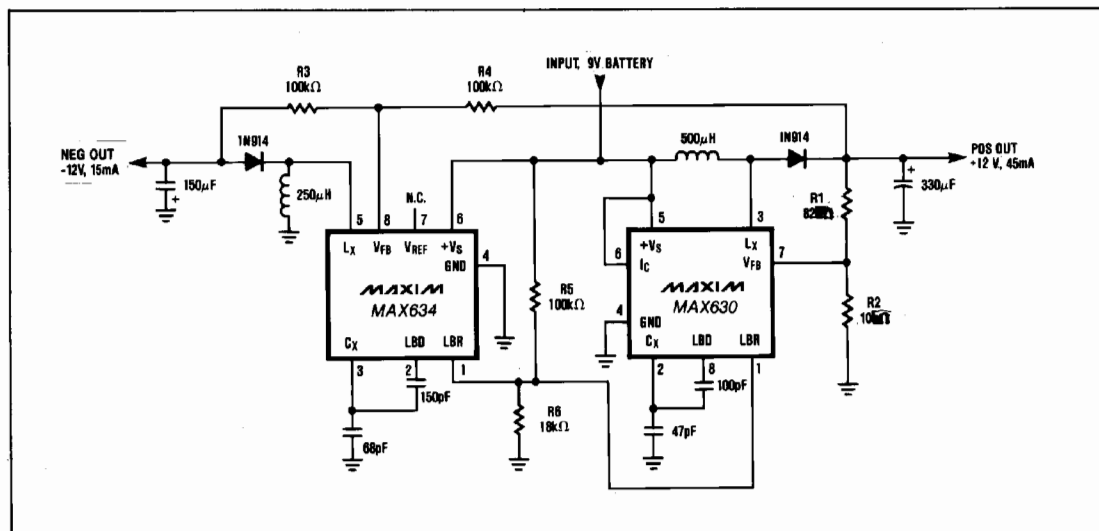 INPUT, 9V BATTERY
R3
100kΩ
R4
100kΩ
NEG OUT
-12V, 15mA
1N914
150μF
+
250μH
500μH
1N914
POS OUT
+12 V, 45mA
+
330μF
R1
R2
N.C.
5 8 7 6
LX VFB VREF +VS
GND 4
MAXIM
MAX634
CX LBD LBR
3 2 1
150pF
68pF
R5
100kΩ
R6
18kΩ
5 3
+VS LX
6 IC VFB 7
MAXIM
MAX630
4 GND
CX LBD LBR
2 8 1
100pF
47pF